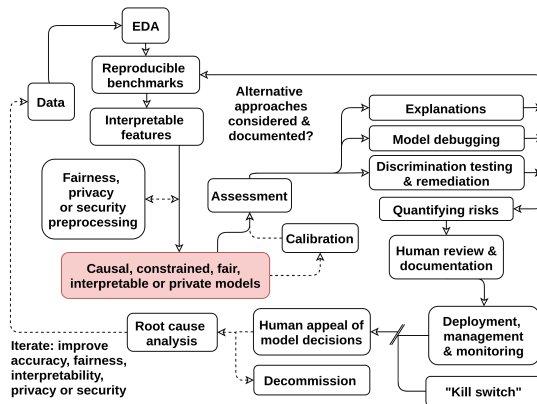 EDA
Reproducible
benchmarks
Data
Interpretable
features
Alternative
approaches
considered &
documented?
Explanations
Model debugging
Discrimination testing
& remediation
Fairness,
privacy
or security
preprocessing
Assessment
Quantifying risks
Calibration
Human review &
documentation
Causal, constrained, fair,
interpretable or private models
Root cause
analysis
Human appeal of
model decisions
Deployment,
management
& monitoring
Iterate: improve
accuracy, fairness,
interpretability,
privacy or security
Decommission
"Kill switch"